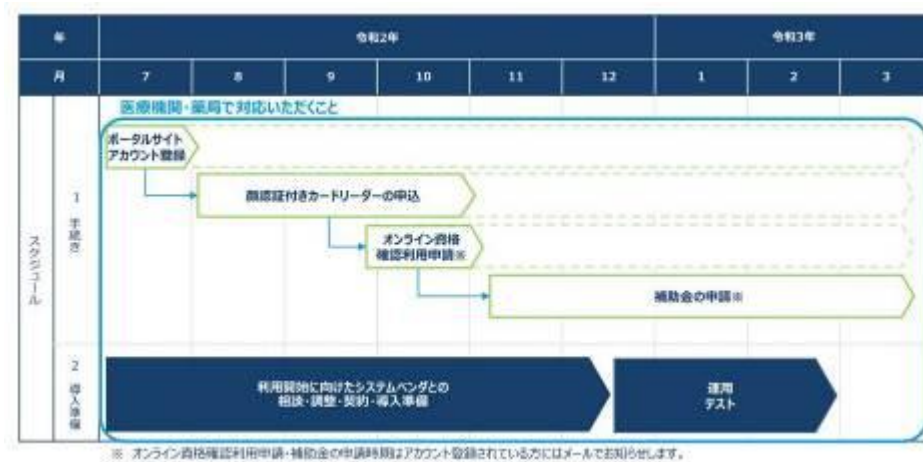 年 令和2年 令和3年
月 7 8 9 10 11 12 1 2 3
医療機関・薬局で対応いただくこと
スケジュール
1 手続き
ポータルサイト
アカウント登録
顔認証付きカードリーダーの申込
オンライン資格
確認利用申請※
補助金の申請※
2 導入準備
利用開始に向けたシステムベンダとの
相談・調整・契約・導入準備
運用
テスト
※ オンライン資格確認利用申請・補助金の申請時期はアカウント登録されている方にはメールでお知らせします。